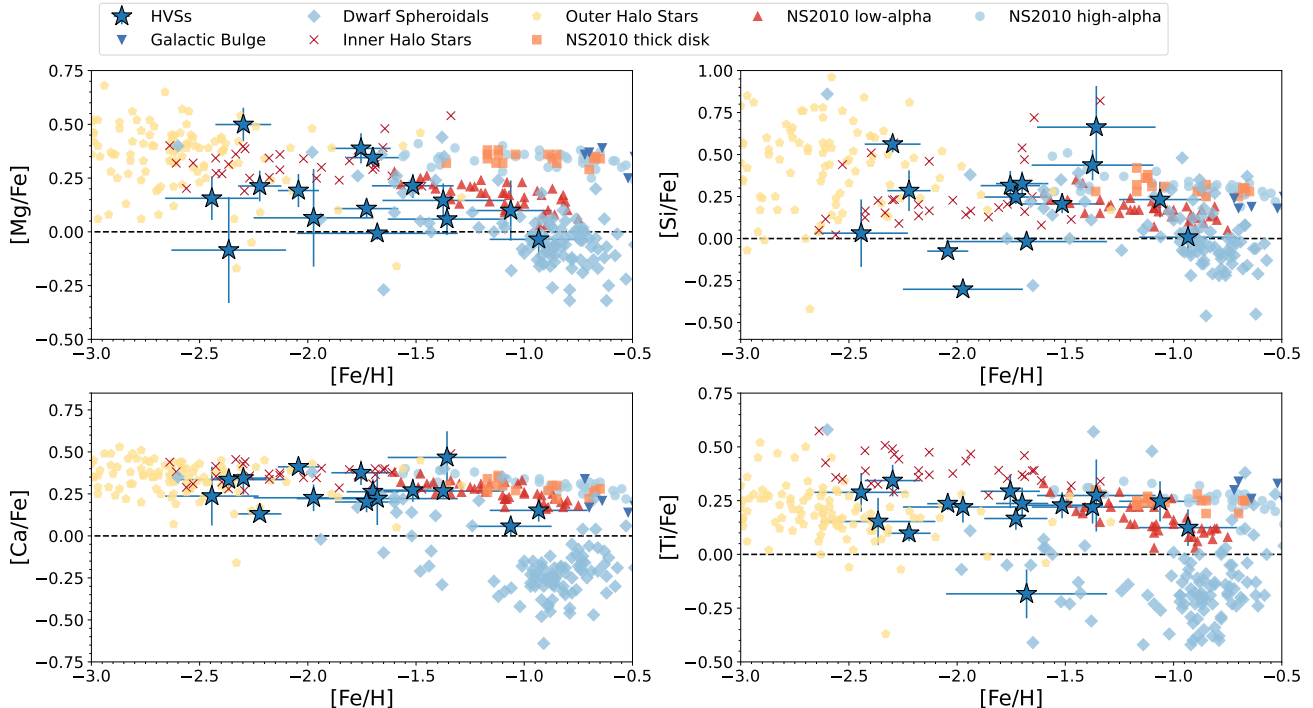 HVSs Dwarf Spheroidals Outer Halo Stars NS2010 low-alpha NS2010 high-alpha
Galactic Bulge Inner Halo Stars NS2010 thick disk
0.75
0.50
0.25
0.00
−0.25
−0.50
[Mg/Fe]
−3.0 −2.5 −2.0 −1.5 −1.0 −0.5
[Fe/H]
1.00
0.75
0.50
0.25
0.00
−0.25
−0.50
[Si/Fe]
−3.0 −2.5 −2.0 −1.5 −1.0 −0.5
[Fe/H]
0.75
0.50
0.25
0.00
−0.25
−0.50
−0.75
[Ca/Fe]
−3.0 −2.5 −2.0 −1.5 −1.0 −0.5
[Fe/H]
0.75
0.50
0.25
0.00
−0.25
−0.50
[Ti/Fe]
−3.0 −2.5 −2.0 −1.5 −1.0 −0.5
[Fe/H]